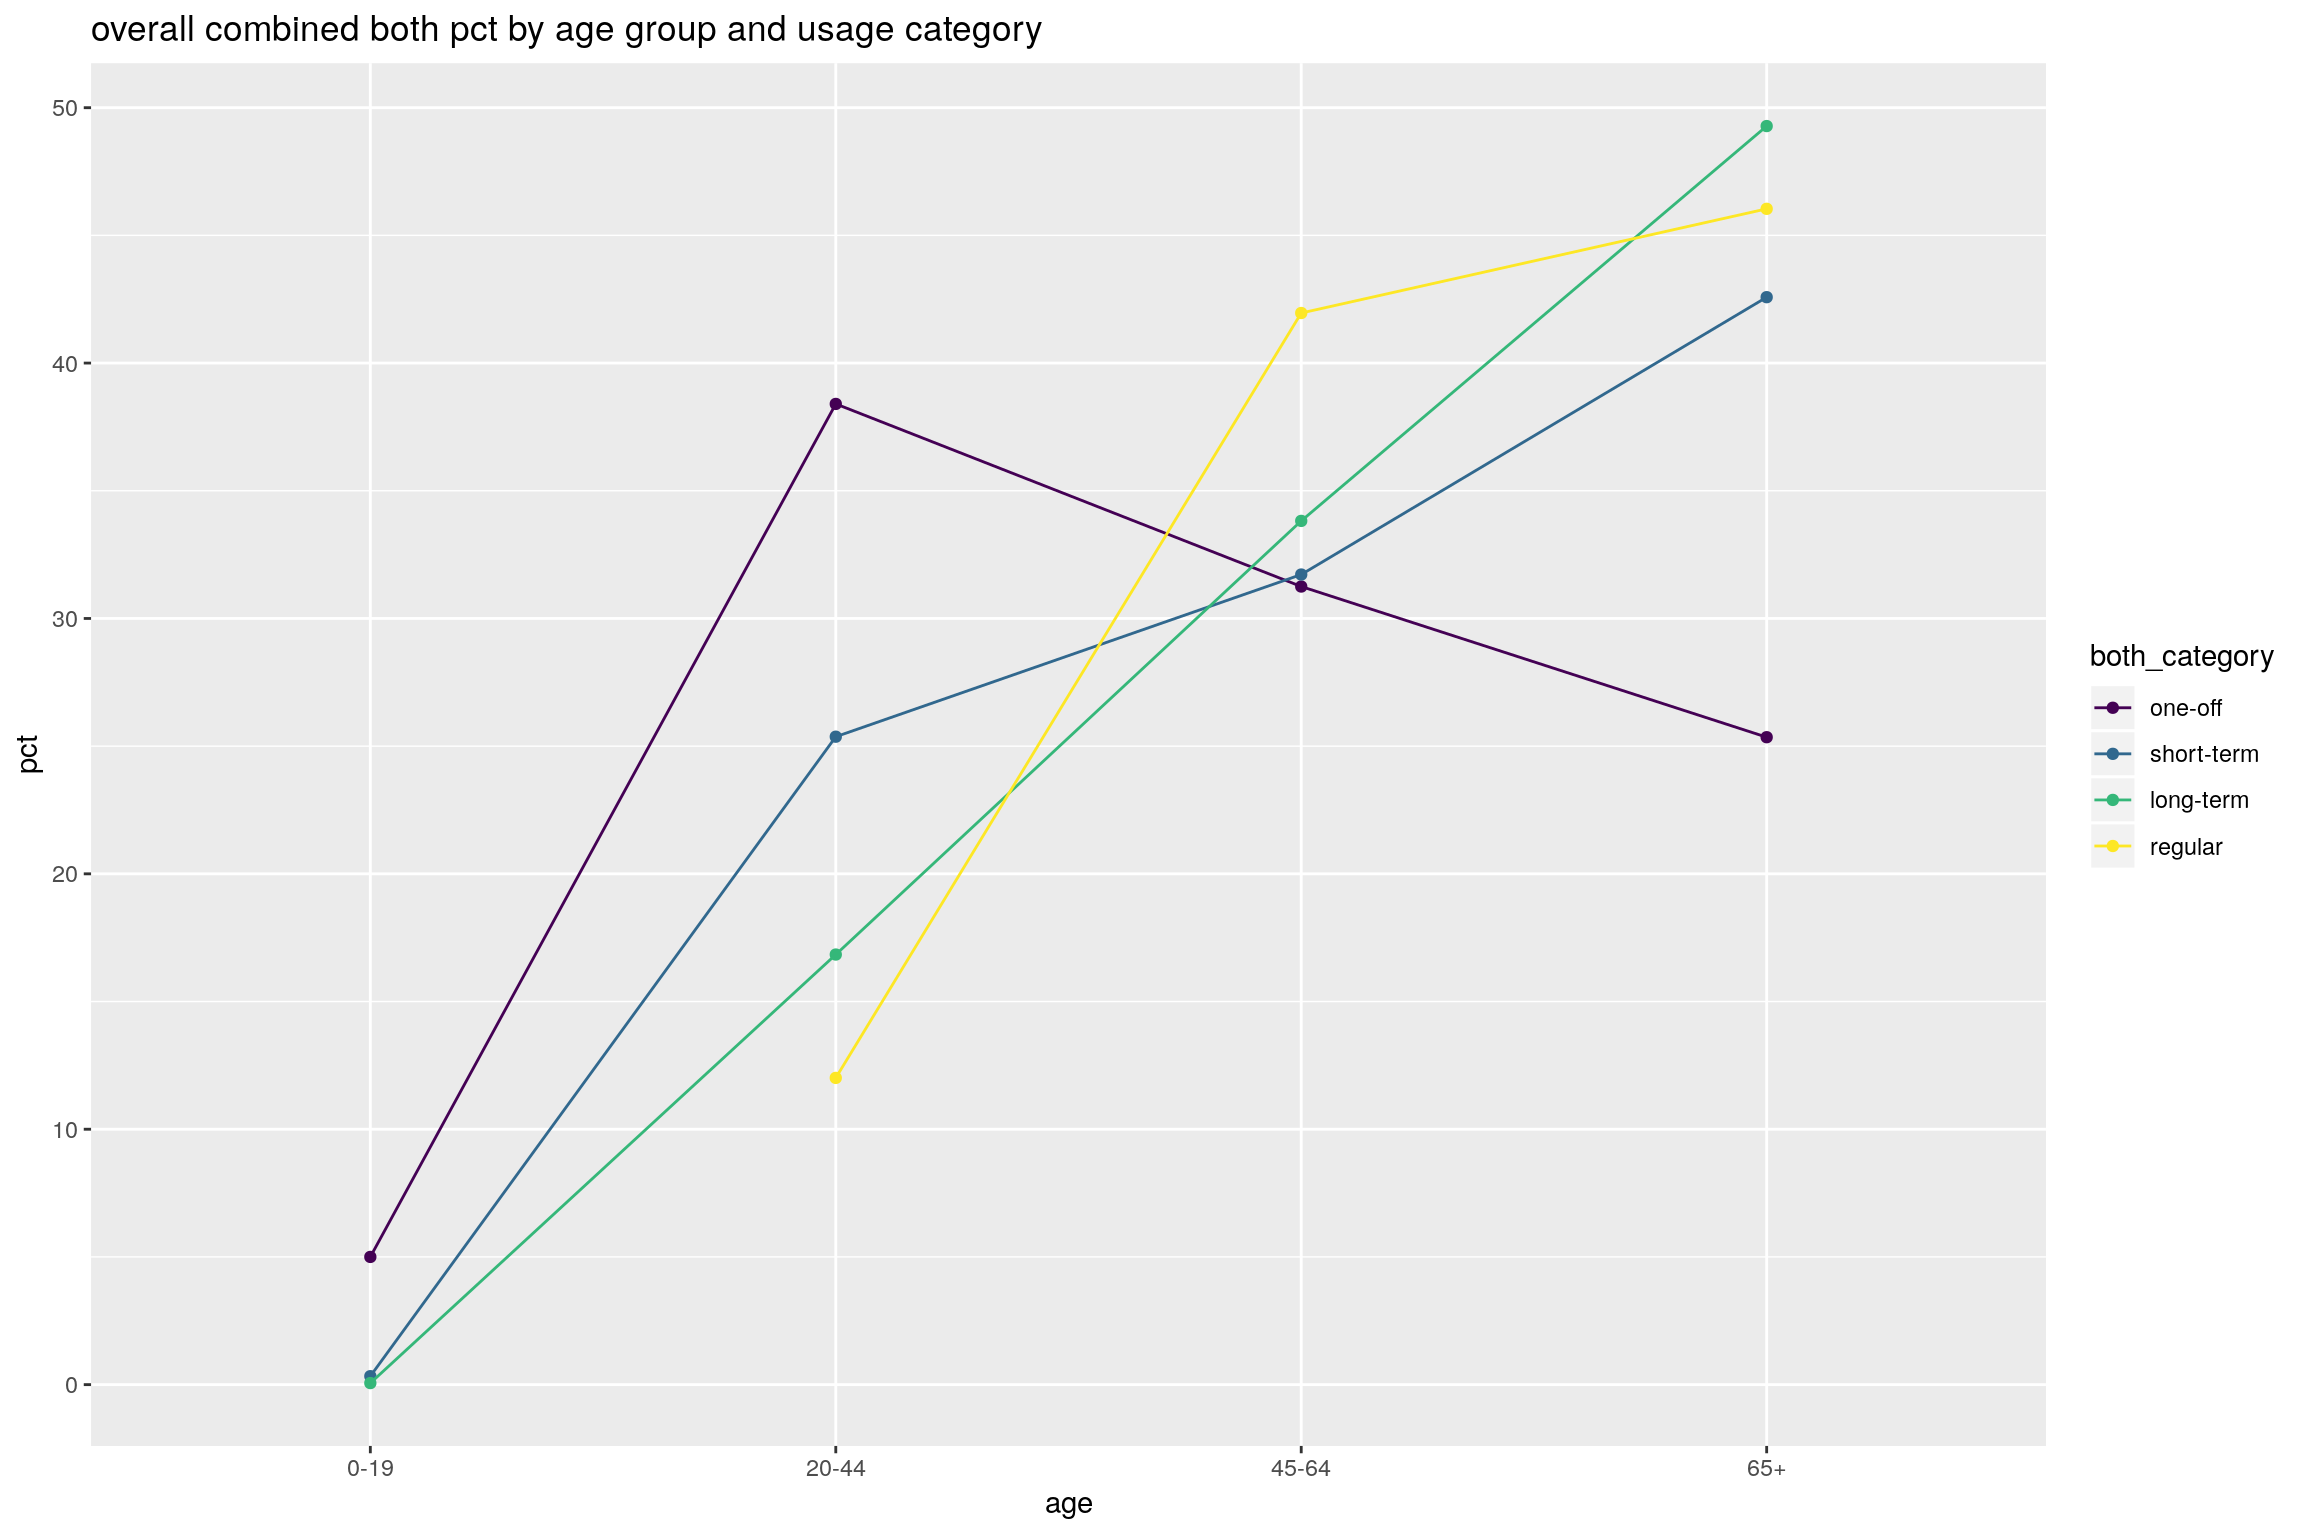 overall combined both pct by age group and usage category
50
40
30
20
10
0
pct
0-19 20-44 45-64 65+
age
both_category
one-off
short-term
long-term
regular